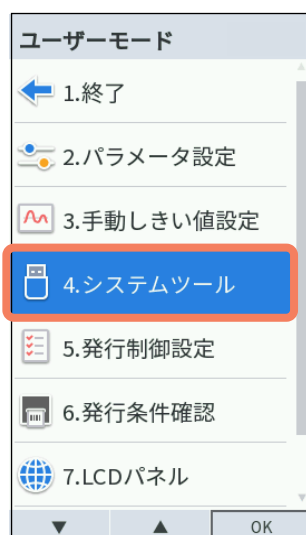 ユーザーモード
1.終了
2.パラメータ設定
3.手動しきい値設定
4.システムツール
5.発行制御設定
6.発行条件確認
7.LCDパネル
▼ ▲ OK